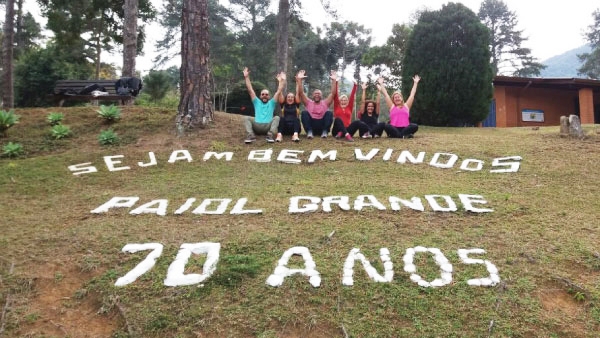 SEJAM BEM VINDOS
PAIOL GRANDE
70 ANOS